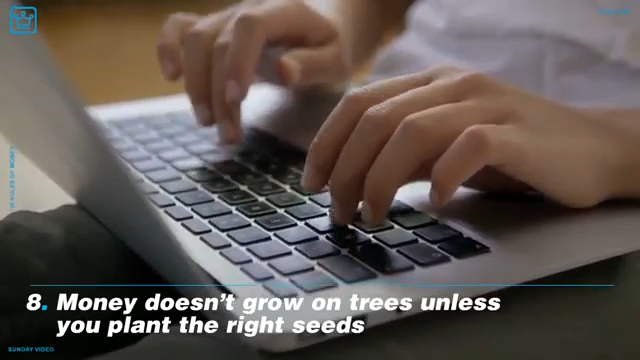 8. Money doesn't grow on trees unless
you plant the right seeds
SUNDAY VIDEO